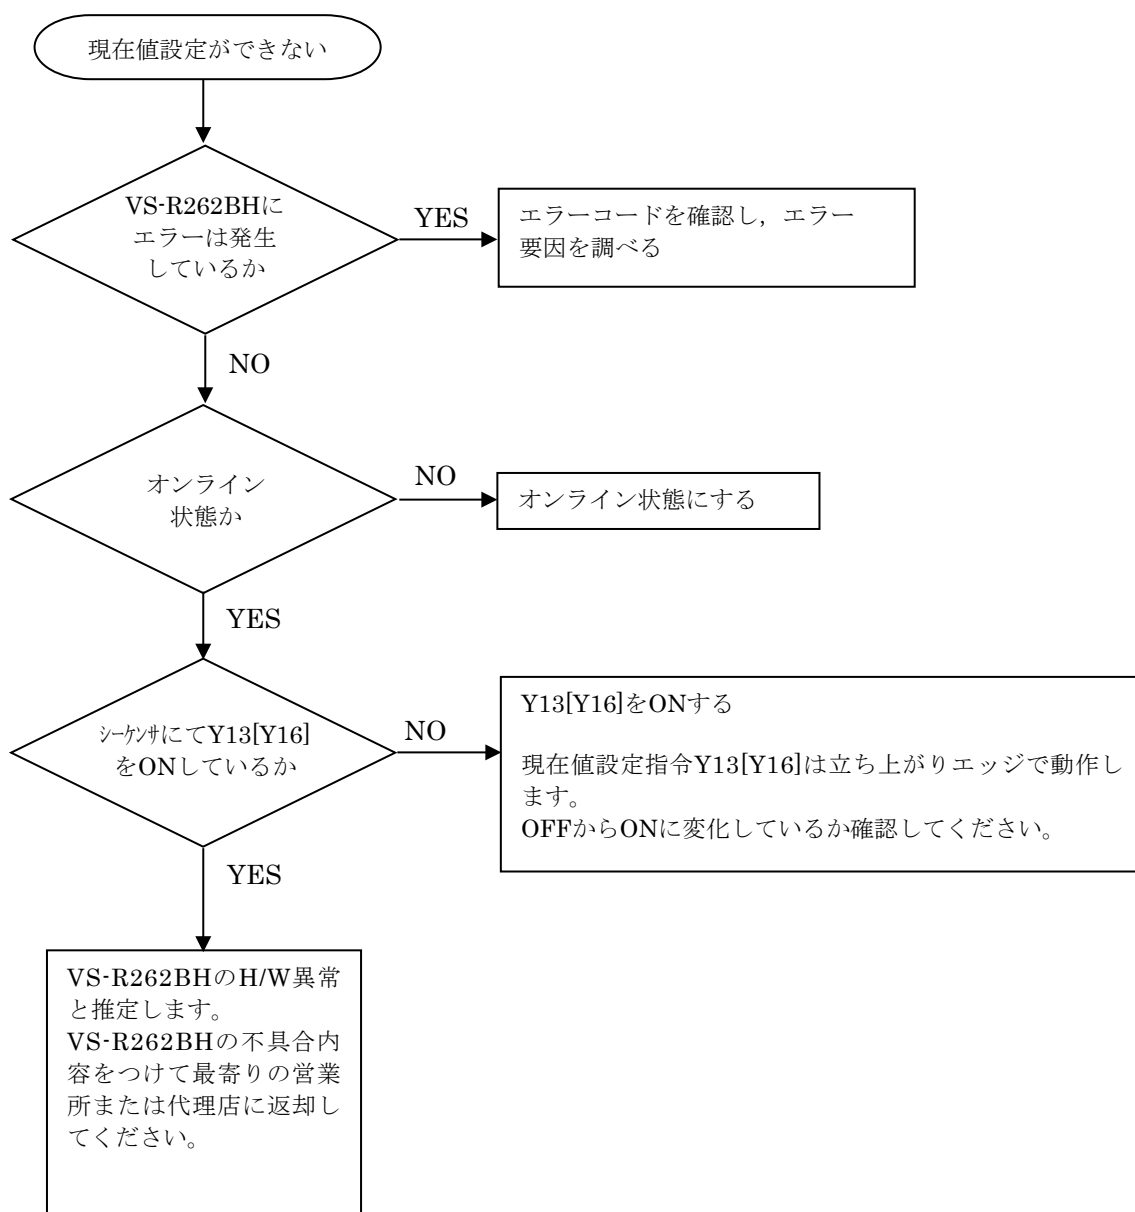 現在値設定ができない
VS-R262BHに
エラーは発生
しているか
YES
エラーコードを確認し，エラー
要因を調べる
NO
オンライン
状態か
NO
オンライン状態にする
YES
ｼｰｹﾝｻにてY13[Y16]
をONしているか
NO
Y13[Y16]をONする
現在値設定指令Y13[Y16]は立ち上がりエッジで動作し
ます。
OFFからONに変化しているか確認してください。
YES
VS-R262BHのH/W異常
と推定します。
VS-R262BHの不具合内
容をつけて最寄りの営業
所または代理店に返却し
てください。